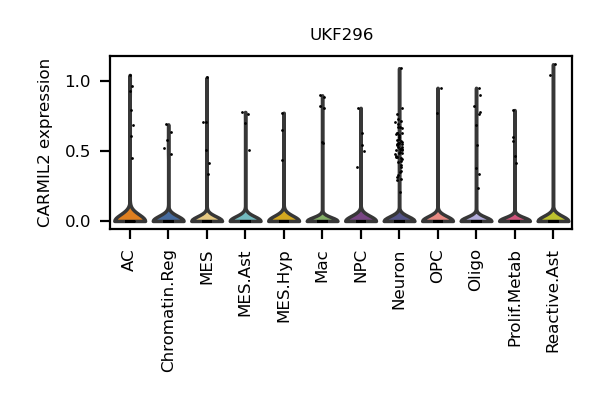 UKF296
CARMIL2 expression
1.0
0.5
0.0
AC
Chromatin.Reg
MES
MES.Ast
MES.Hyp
Mac
NPC
Neuron
OPC
Oligo
Prolif.Metab
Reactive.Ast